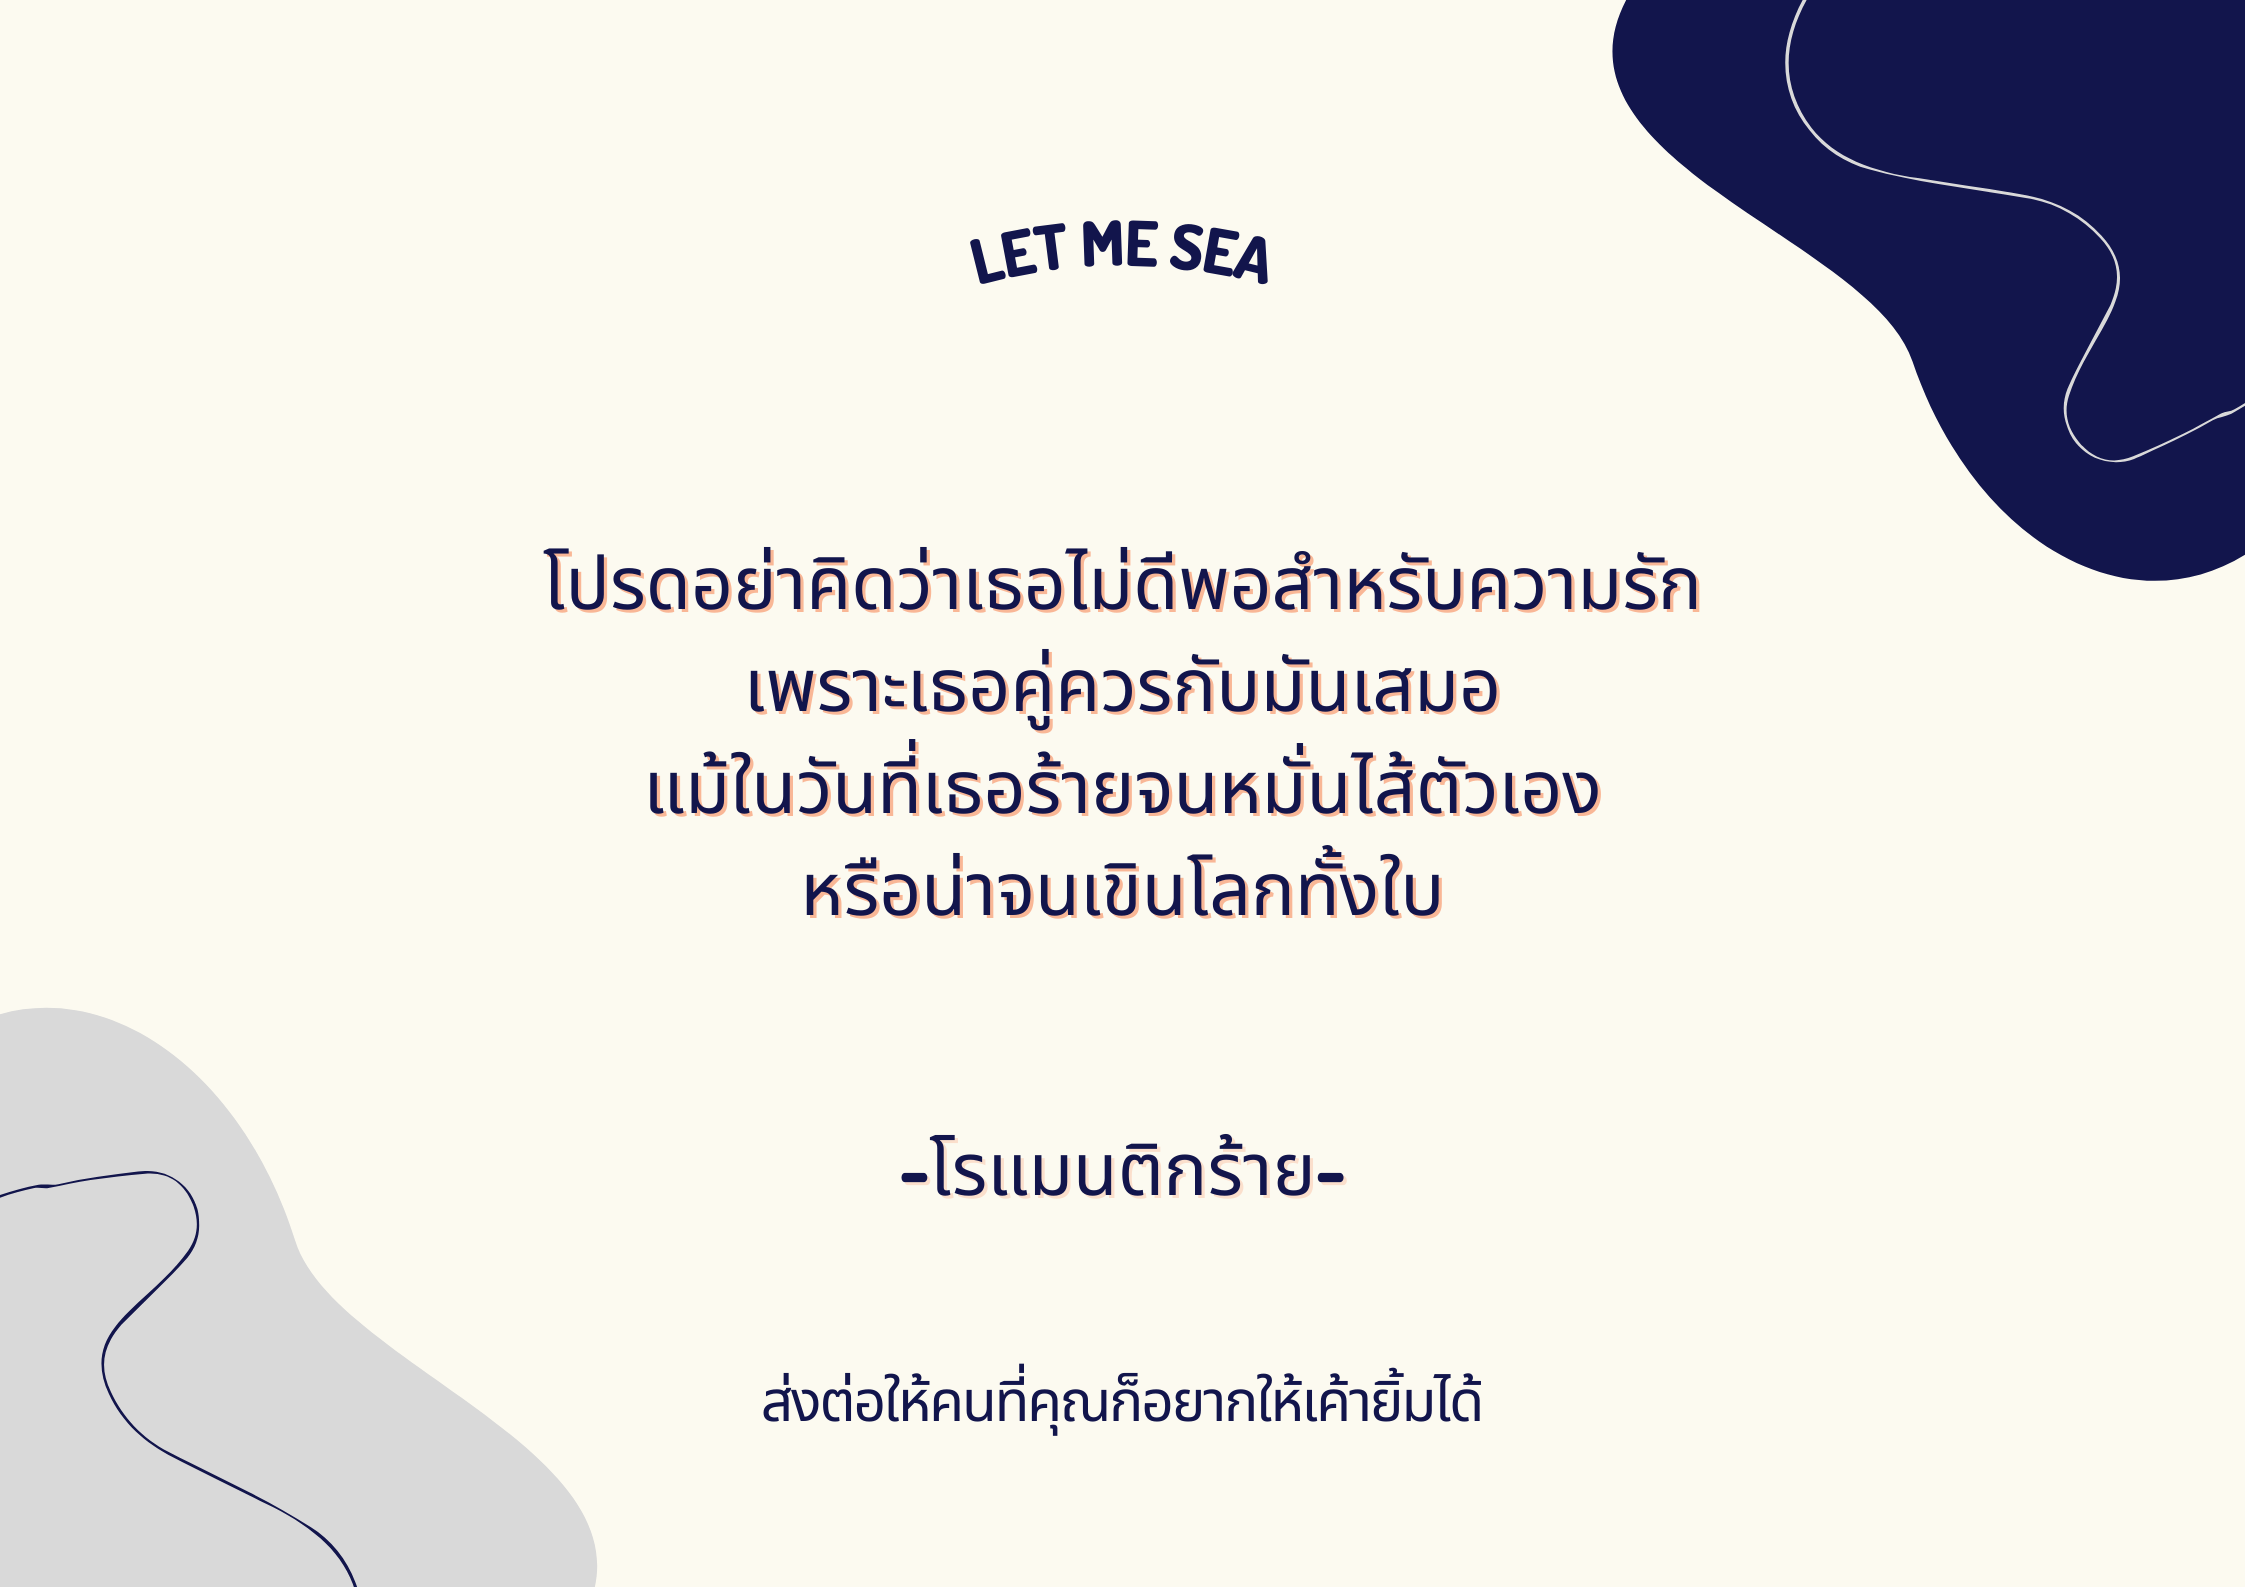 LET ME SEA
โปรดอย่าคิดว่าเธอไม่ดีพอสำหรับความรัก
เพราะเธอคู่ควรกับมันเสมอ
แม้ในวันที่เธอร้ายจนหมั่นไส้ตัวเอง
หรือน่าจนเขินโลกทั้งใบ
-โรแมนติกร้าย-
ส่งต่อให้คนที่คุณก็อยากให้เค้ายิ้มได้